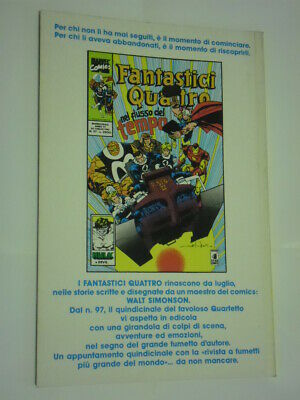 Per chi non li ha mai seguiti, è il momento di cominciare.
Per chi li aveva abbandonati, è il momento di riscoprirli.
MARVEL
COMICS
Fantastici
Quattro
nel flusso del
tempo
HULK
I FANTASTICI QUATTRO rinascono da luglio,
nelle storie scritte e disegnate da un maestro dei comics:
WALT SIMONSON.
Dal n. 97, il quindicinale del favoloso Quartetto
vi aspetta in edicola
con una girandola di colpi di scena,
avventure ed emozioni,
nel segno del grande fumetto d'autore.
Un appuntamento quindicinale con la «rivista a fumetti
più grande del mondo»... da non mancare.